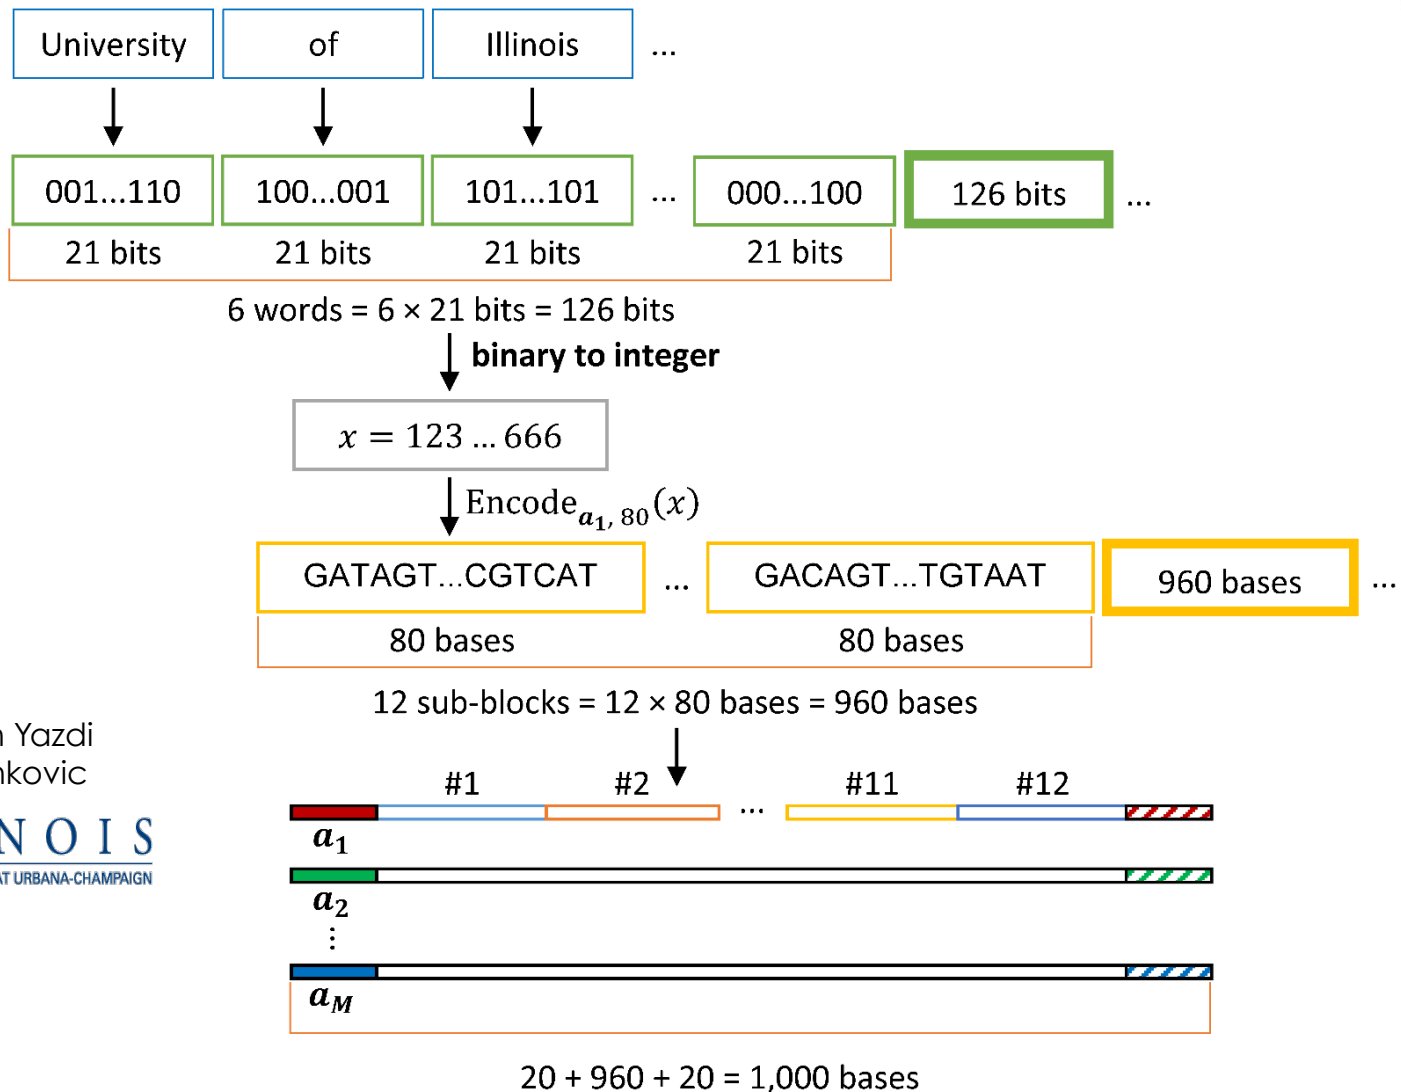 University of Illinois ...
001...110 100...001 101...101 ... 000...100 126 bits ...
21 bits 21 bits 21 bits 21 bits
6 words = 6 × 21 bits = 126 bits
binary to integer
x = 123 ... 666
Encode a₁, 80 (x)
GATAGT...CGTCAT ... GACAGT...TGTAAT 960 bases ...
80 bases 80 bases
12 sub-blocks = 12 × 80 bases = 960 bases
Yazdi
#1 #2 ... #11 #12
a₁
AT URBANA-CHAMPAIGN
a₂
⋮
a_M
20 + 960 + 20 = 1,000 bases